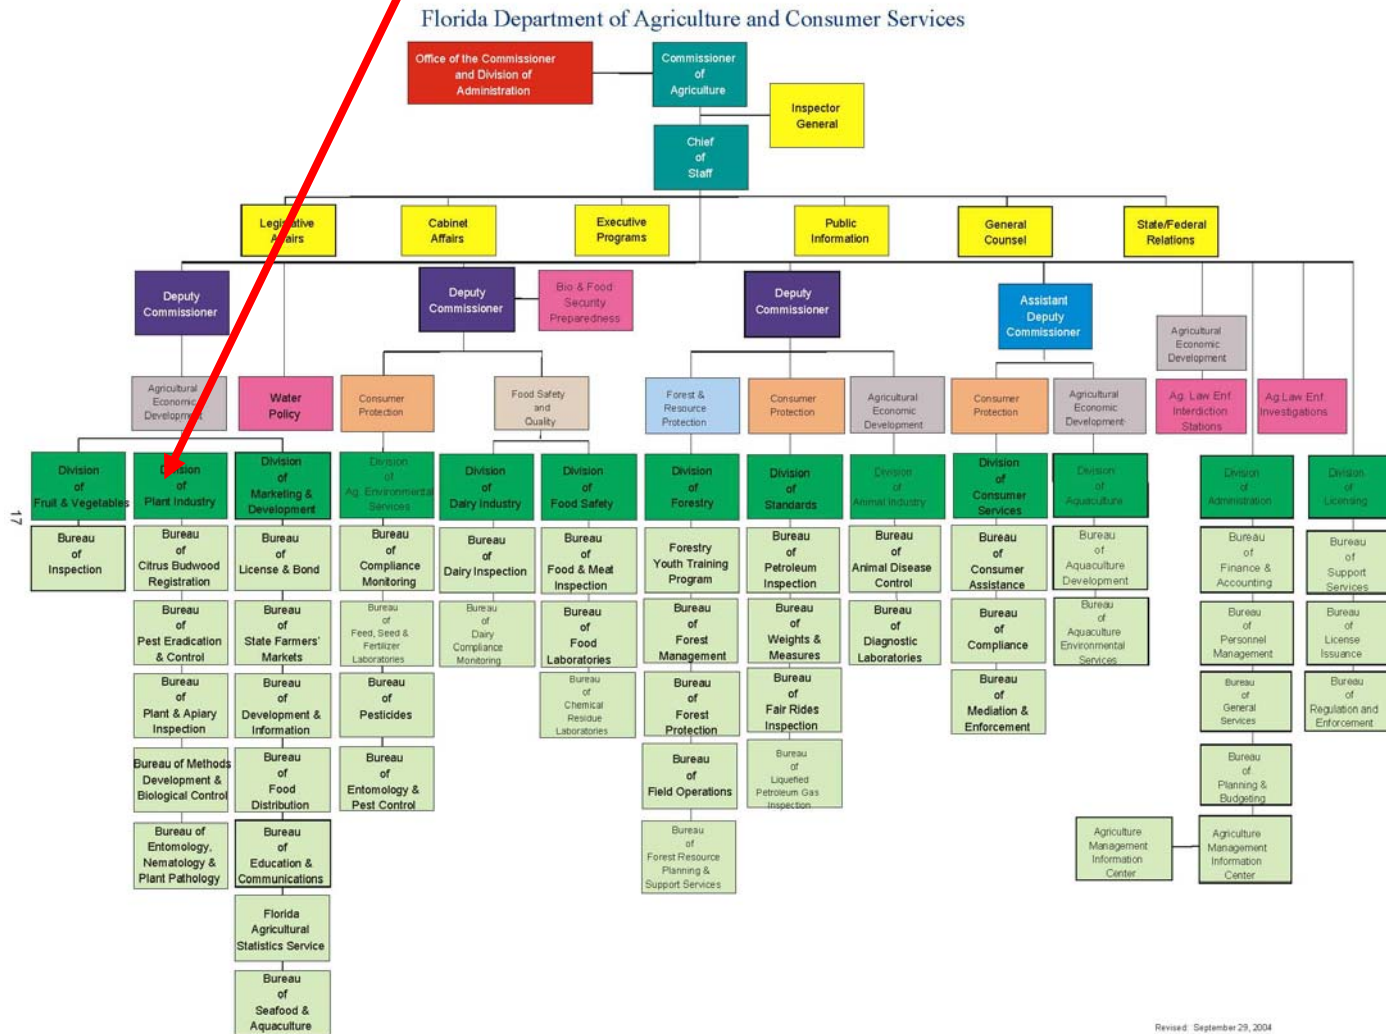 Florida Department of Agriculture and Consumer Services
Office of the Commissioner
and Division of
Administration
Commissioner
of
Agriculture
Inspector
General
Chief
of
Staff
Legislative
Affairs
Cabinet
Affairs
Executive
Programs
Public
Information
General
Counsel
State/Federal
Relations
Deputy
Commissioner
Deputy
Commissioner
Bio & Food
Security
Preparedness
Deputy
Commissioner
Assistant
Deputy
Commissioner
Agricultural
Economic
Development
Agricultural
Economic
Development
Water
Policy
Consumer
Protection
Food Safety
and
Quality
Forest &
Resource
Protection
Consumer
Protection
Agricultural
Economic
Development
Consumer
Protection
Agricultural
Economic
Development
Ag. Law Enf.
Interdiction
Stations
Ag.Law Enf.
Investigations
Division
of
Fruit & Vegetables
Division
of
Plant Industry
Division
of
Marketing &
Development
Division
of
Ag. Environmental
Services
Division
of
Dairy Industry
Division
of
Food Safety
Division
of
Forestry
Division
of
Standards
Division
of
Animal Industry
Division
of
Consumer
Services
Division
of
Aquaculture
Division
of
Administration
Division
of
Licensing
Bureau
of
Inspection
Bureau
of
Citrus Budwood
Registration
Bureau
of
License & Bond
Bureau
of
Compliance
Monitoring
Bureau
of
Dairy Inspection
Bureau
of
Food & Meat
Inspection
Forestry
Youth Training
Program
Bureau
of
Petroleum
Inspection
Bureau
of
Animal Disease
Control
Bureau
of
Consumer
Assistance
Bureau
of
Aquaculture
Development
Bureau
of
Finance &
Accounting
Bureau
of
Support
Services
Bureau
of
Pest Eradication
& Control
Bureau
of
State Farmers'
Markets
Bureau
of
Feed, Seed &
Fertilizer
Laboratories
Bureau
of
Dairy
Compliance
Monitoring
Bureau
of
Food
Laboratories
Bureau
of
Forest
Management
Bureau
of
Weights &
Measures
Bureau
of
Diagnostic
Laboratories
Bureau
of
Compliance
Bureau
of
Aquaculture
Environmental
Services
Bureau
of
Personnel
Management
Bureau
of
License
Issuance
Bureau
of
Plant & Apiary
Inspection
Bureau
of
Development &
Information
Bureau
of
Pesticides
Bureau
of
Chemical
Residue
Laboratories
Bureau
of
Forest
Protection
Bureau
of
Fair Rides
Inspection
Bureau
of
Mediation &
Enforcement
Bureau
of
General
Services
Bureau
of
Regulation and
Enforcement
Bureau of Methods
Development &
Biological Control
Bureau
of
Food
Distribution
Bureau
of
Entomology &
Pest Control
Bureau
of
Field Operations
Bureau
of
Liquefied
Petroleum Gas
Inspection
Bureau
of
Planning &
Budgeting
Bureau of
Entomology,
Nematology &
Plant Pathology
Bureau
of
Education &
Communications
Bureau
of
Forest Resource
Planning &
Support Services
Agriculture
Management
Information
Center
Agriculture
Management
Information
Center
Florida
Agricultural
Statistics Service
Bureau
of
Seafood &
Aquaculture
17
Revised: September 29, 2004